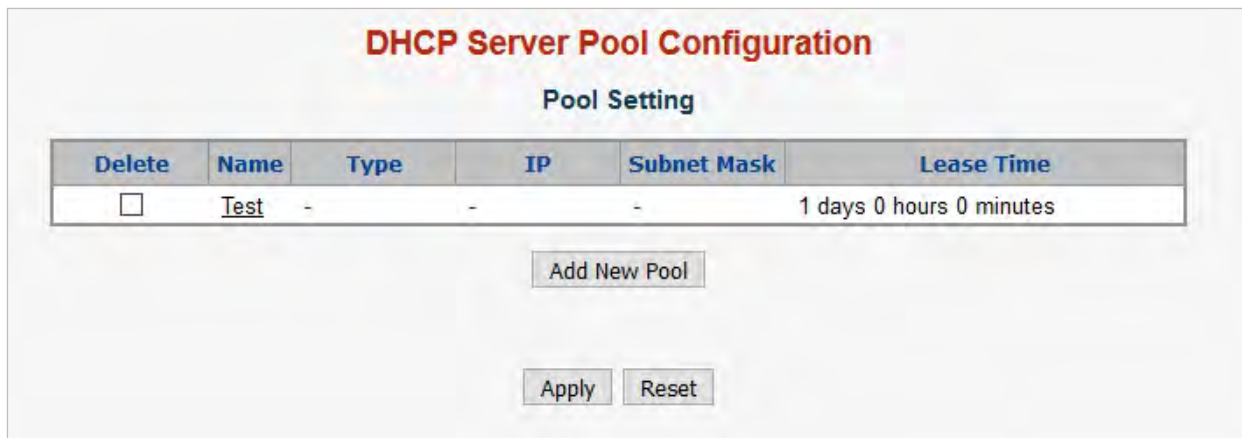 DHCP Server Pool Configuration
Pool Setting
Delete Name Type IP Subnet Mask Lease Time
Test - - - 1 days 0 hours 0 minutes
Add New Pool
Apply Reset